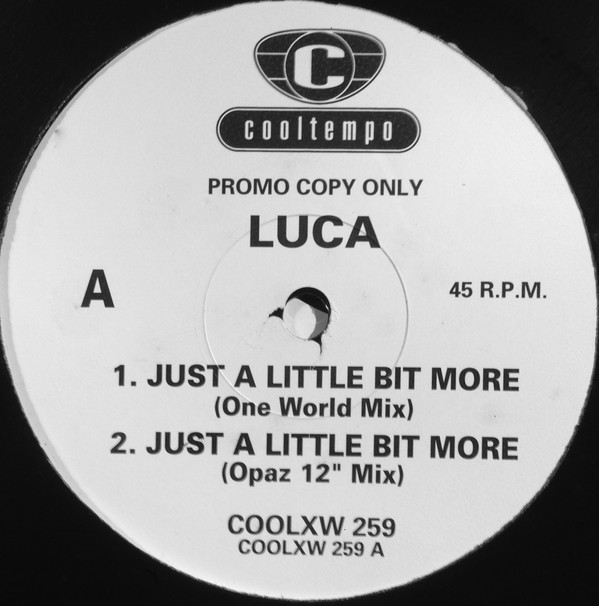 C
cooltempo
PROMO COPY ONLY
LUCA
A
45 R.P.M.
1. JUST A LITTLE BIT MORE
(One World Mix)
2. JUST A LITTLE BIT MORE
(Opaz 12" Mix)
COOLXW 259
COOLXW 259 A